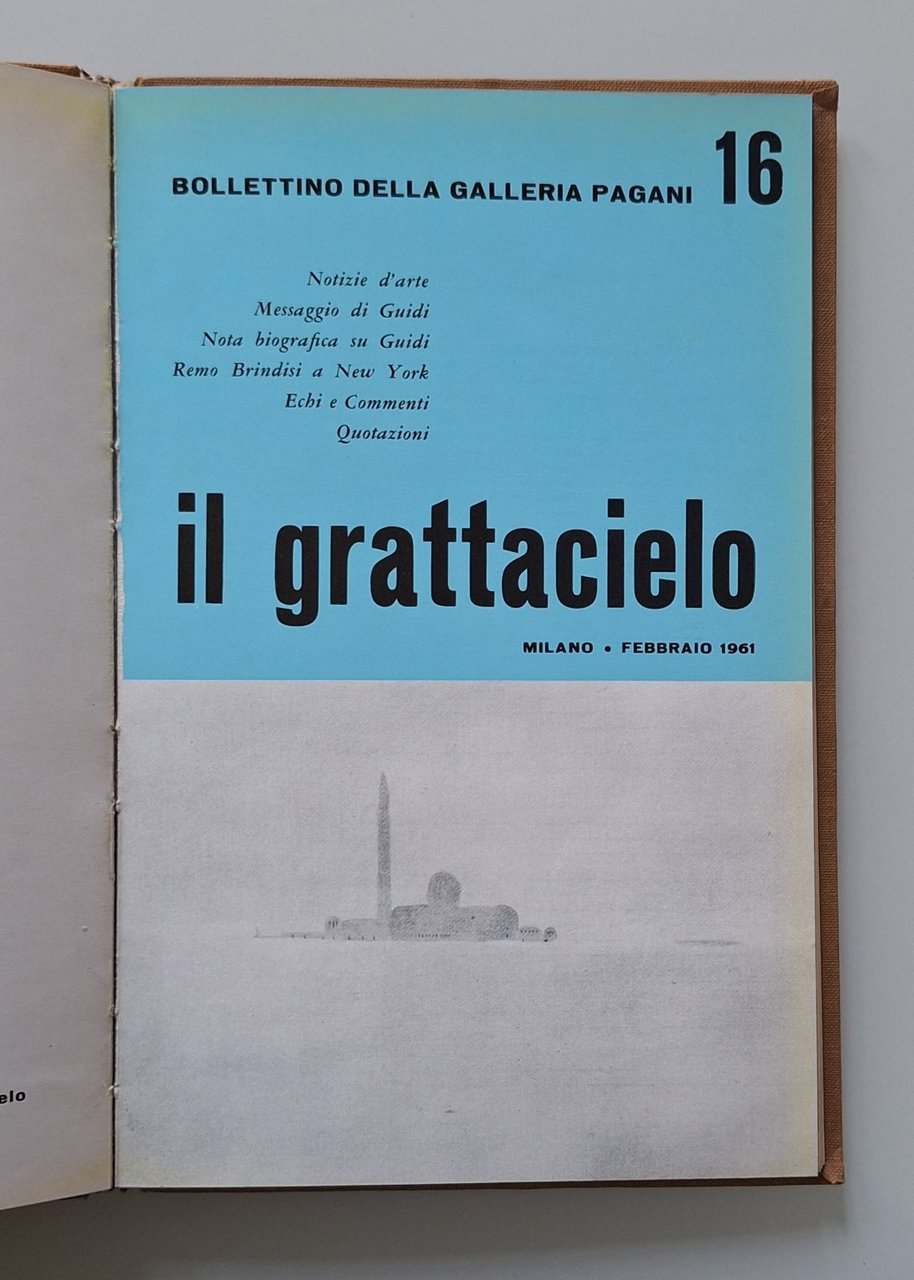 BOLLETTINO DELLA GALLERIA PAGANI 16
Notizie d'arte
Messaggio di Guidi
Nota biografica su Guidi
Remo Brindisi a New York
Echi e Commenti
Quotazioni
il grattacielo
MILANO • FEBBRAIO 1961
elo